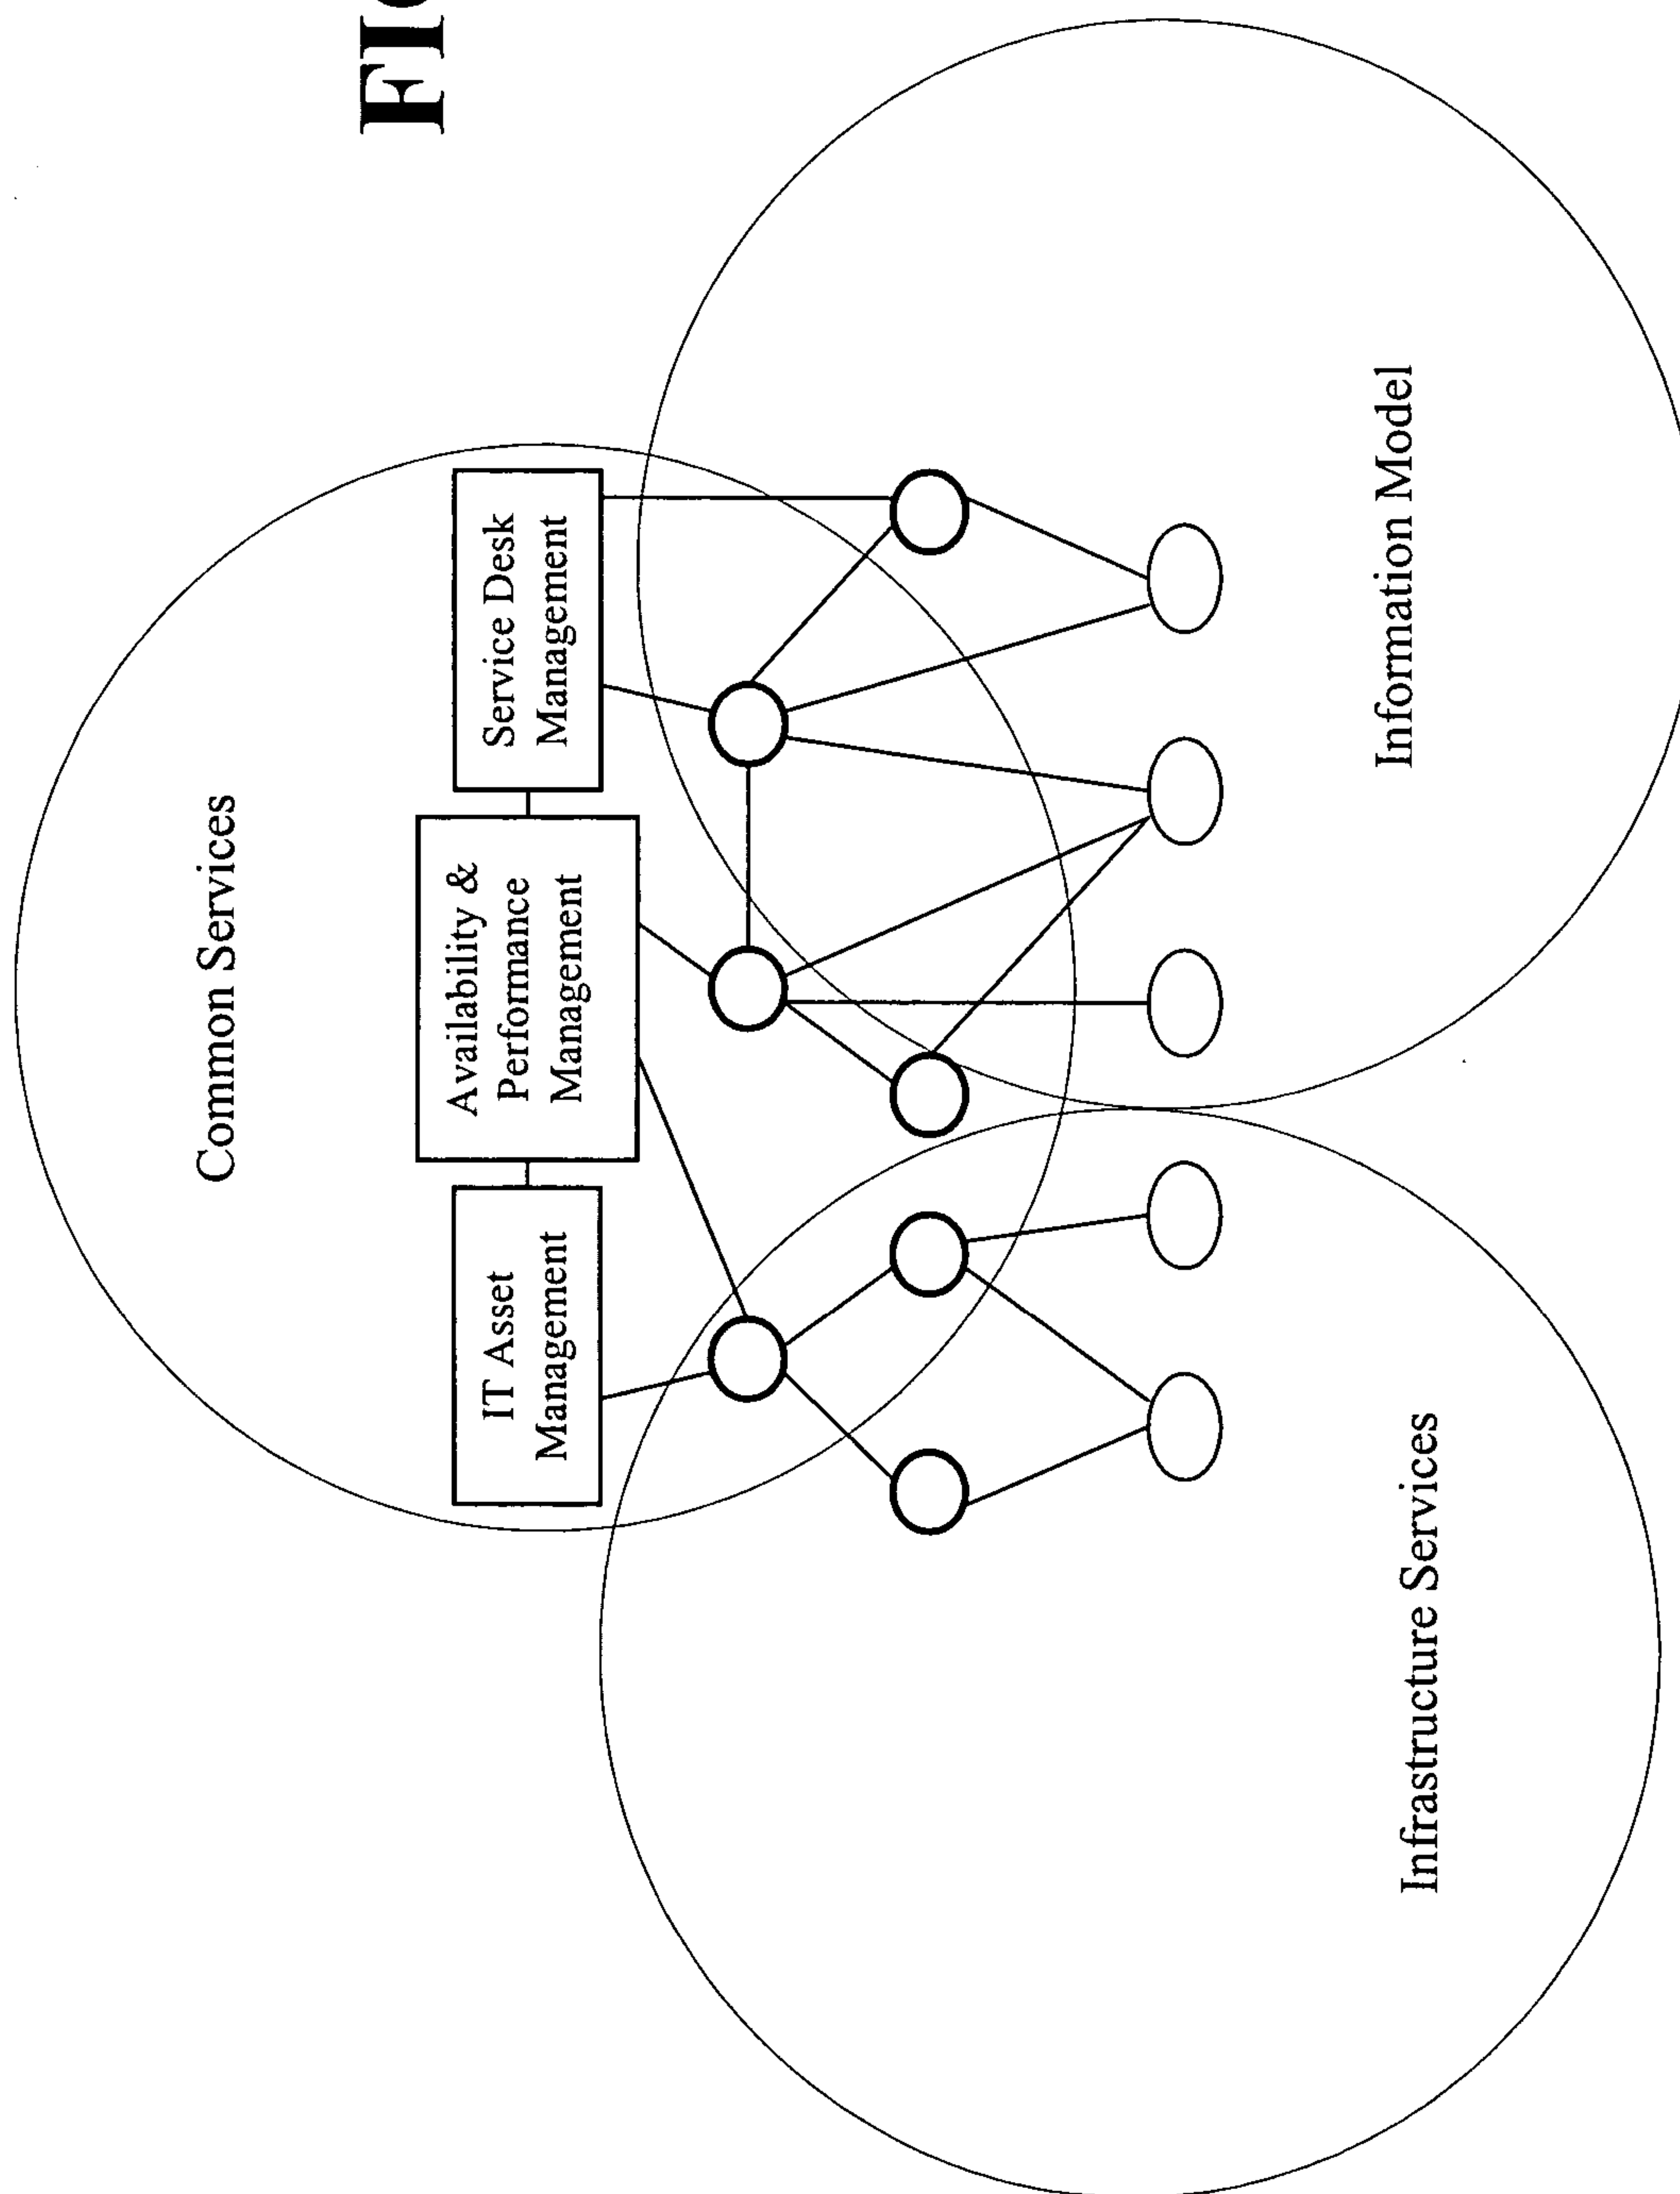 Common Services
IT Asset
Management
Availability &
Performance
Management
Service Desk
Management
Infrastructure Services
Information Model